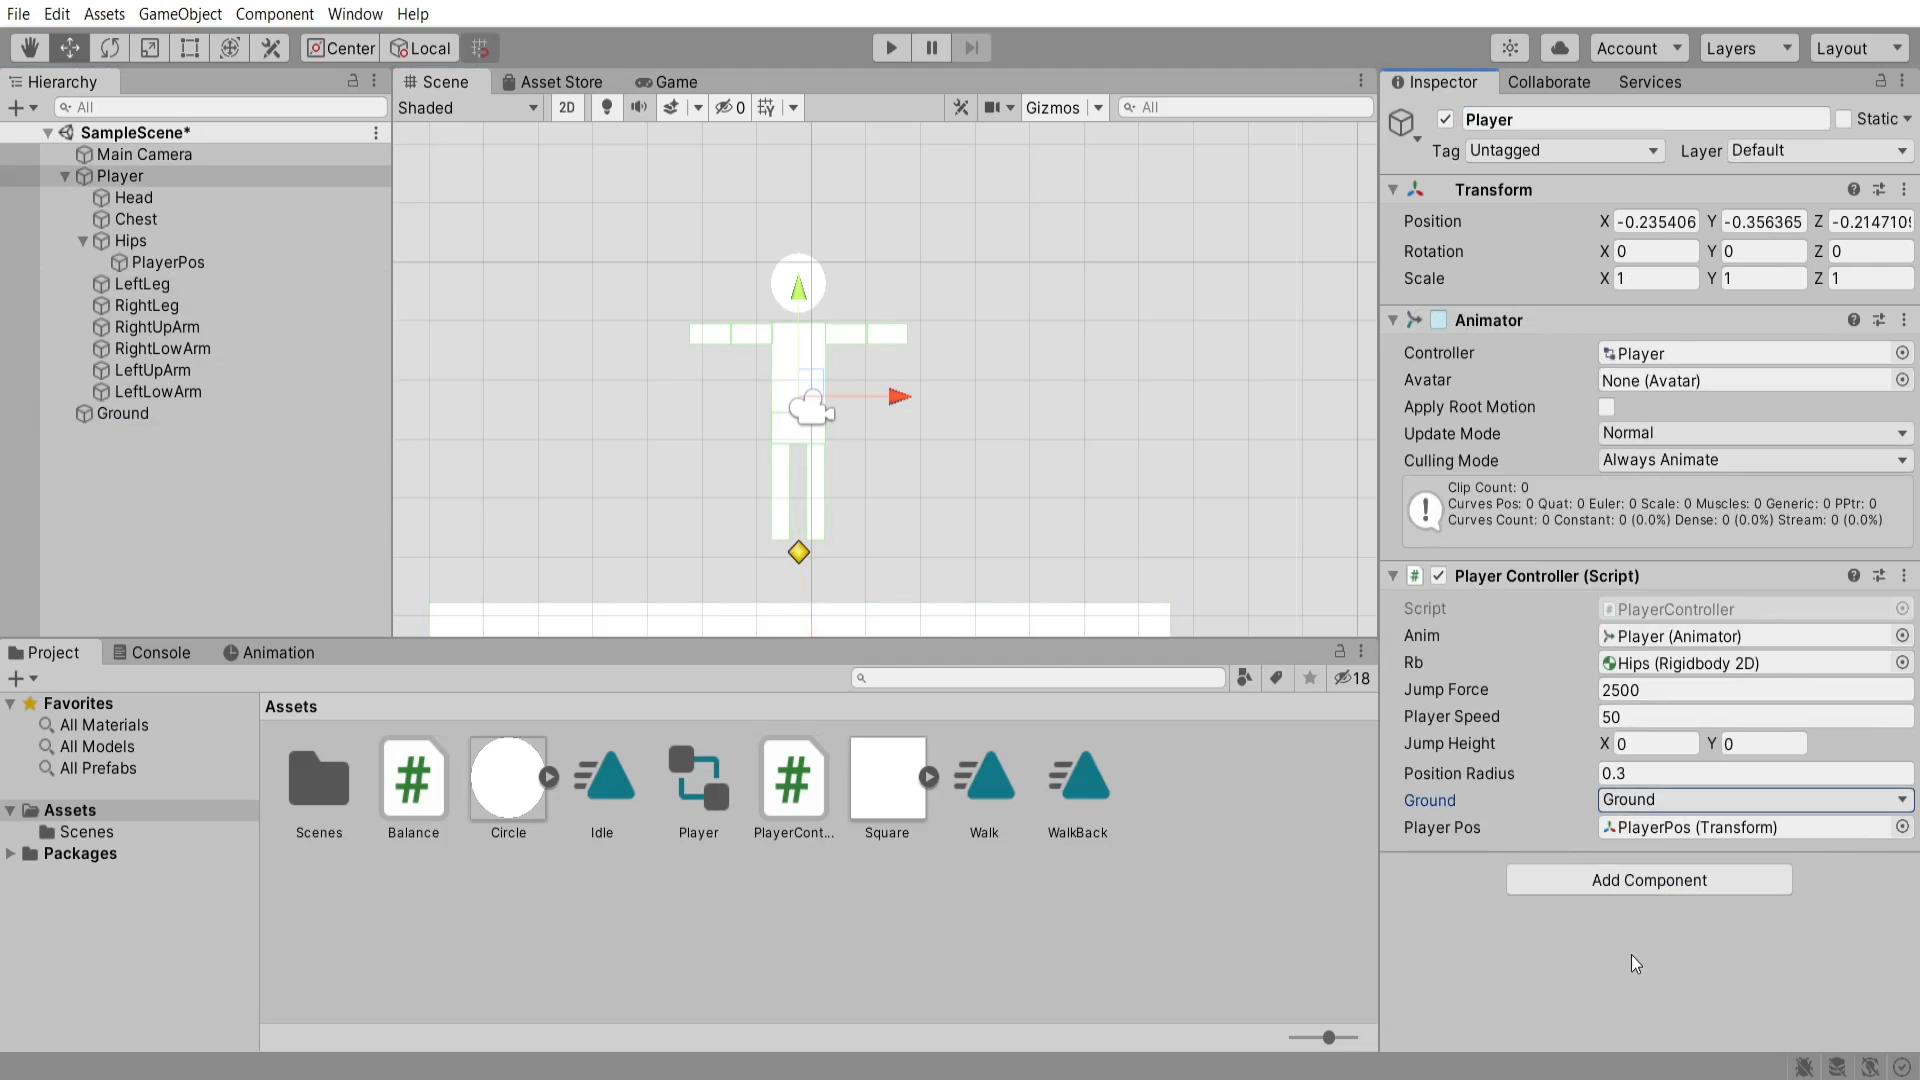 File Edit Assets GameObject Component Window Help
Center Local Account Layers Layout
Hierarchy
All
SampleScene*
Main Camera
Player
Head
Chest
Hips
PlayerPos
LeftLeg
RightLeg
RightUpArm
RightLowArm
LeftUpArm
LeftLowArm
Ground
Scene Asset Store Game
Shaded 2D 0 Gizmos All
Inspector Collaborate Services
Player Static
Tag Untagged Layer Default
Transform
Position X -0.235406 Y -0.356365 Z -0.214710
Rotation X 0 Y 0 Z 0
Scale X 1 Y 1 Z 1
Animator
Controller Player
Avatar None (Avatar)
Apply Root Motion
Update Mode Normal
Culling Mode Always Animate
Clip Count: 0
Curves Pos: 0 Quat: 0 Euler: 0 Scale: 0 Muscles: 0 Generic: 0 PPtr: 0
Curves Count: 0 Constant: 0 (0.0%) Dense: 0 (0.0%) Stream: 0 (0.0%)
# Player Controller (Script)
Script PlayerController
Anim Player (Animator)
Rb Hips (Rigidbody 2D)
Jump Force 2500
Player Speed 50
Jump Height X 0 Y 0
Position Radius 0.3
Ground Ground
Player Pos PlayerPos (Transform)
Add Component
Project Console Animation
18
Favorites
All Materials
All Models
All Prefabs
Assets
Scenes
Packages
Assets
Scenes Balance Circle Idle Player PlayerCont... Square Walk WalkBack